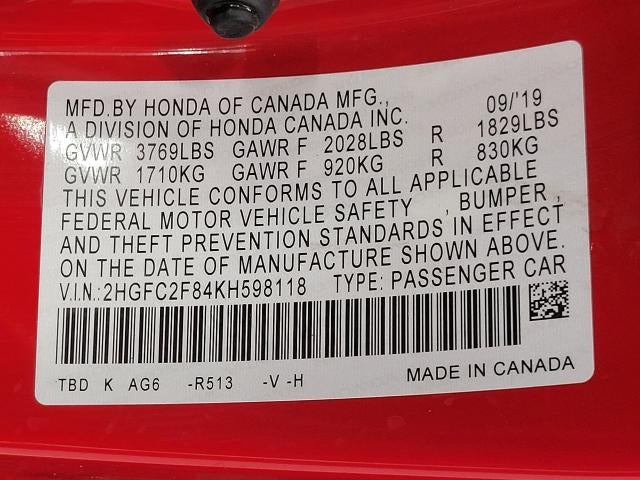 MFD.BY HONDA OF CANADA MFG., 09/'19
A DIVISION OF HONDA CANADA INC.
GVWR 3769LBS GAWR F 2028LBS R 1829LBS
GVWR 1710KG GAWR F 920KG R 830KG
THIS VEHICLE CONFORMS TO ALL APPLICABLE
FEDERAL MOTOR VEHICLE SAFETY , BUMPER ,
AND THEFT PREVENTION STANDARDS IN EFFECT
ON THE DATE OF MANUFACTURE SHOWN ABOVE.
V.I.N.:2HGFC2F84KH598118 TYPE: PASSENGER CAR
TBD K AG6 -R513 -V -H MADE IN CANADA